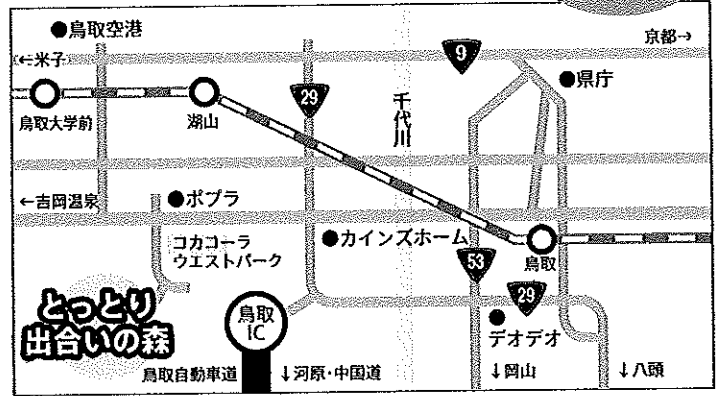 ●鳥取空港
京都→
←米子
9
●県庁
鳥取大学前
湖山
29
千代川
←吉岡温泉
●ポプラ
コカコーラ
ウエストパーク
●カインズホーム
鳥取
53
29
とっとり
出合いの森
鳥取
IC
●
デオデオ
鳥取自動車道
↓河原・中国道
↓岡山
↓八頭